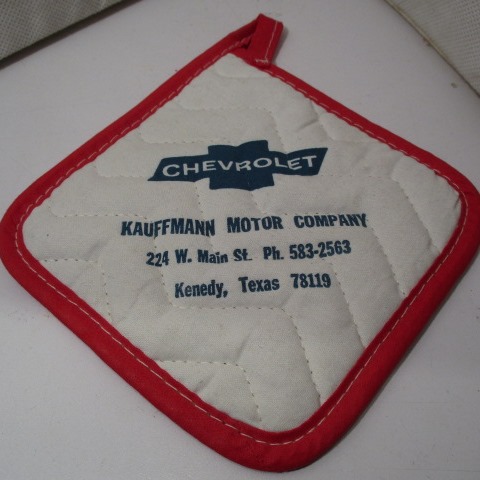 CHEVROLET
KAUFFMANN MOTOR COMPANY
224 W. Main St. Ph. 583-2563
Kenedy, Texas 78119